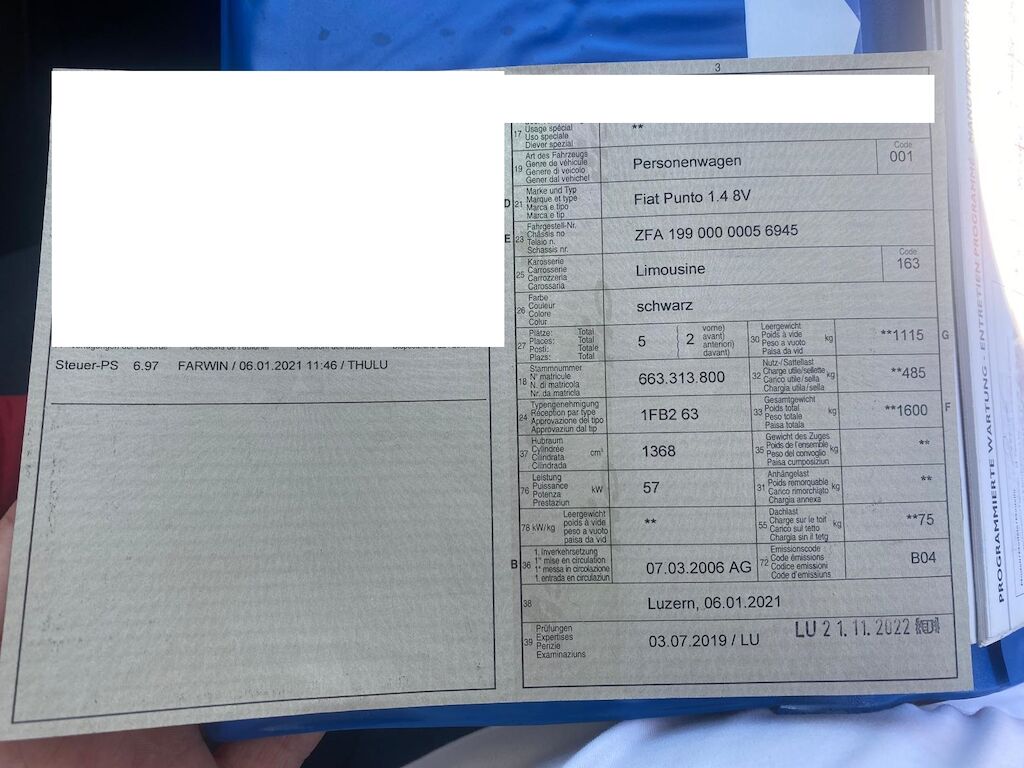 3
Steuer-PS 6.97 FARWIN / 06.01.2021 11:46 / THULU
17
Usage spécial
Uso speciale
Diever spezial
**
19
Art des Fahrzeugs
Genre de véhicule
Genere di veicolo
Gener dal vehichel
Personenwagen
Code
001
D 21
Marke und Typ
Marque et type
Marca e tipo
Marca e tip
Fiat Punto 1.4 8V
E 23
Fahrgestell-Nr.
Châssis no
Telaio n.
Schassis nr.
ZFA 199 000 0005 6945
25
Karosserie
Carrosserie
Carrozzeria
Carossaria
Limousine
Code
163
26
Farbe
Couleur
Colore
Colur
schwarz
27
Plätze: Total
Places: Total
Posti: Totale
Plazs: Totale
5
2
vorne)
avant)
anteriori)
davant)
30
Leergewicht
Poids à vide
Peso a vuoto
Paisa da vid
kg
**1115
G
18
Stammnummer
N° matricule
N. di matricola
Nr. da matricla
663.313.800
32
Nutz-/Sattellast
Charge utile/sellette
Carico utile/sella
Chargia utila/sella
kg
**485
24
Typengenehmigung
Réception par type
Approvazione del tipo
Approvaziun dal tip
1FB2 63
33
Gesamtgewicht
Poids total
Peso totale
Paisa totala
kg
**1600
F
37
Hubraum
Cylindrée
Cilindrata
Cilindrada
cm³
1368
35
Gewicht des Zuges
Poids de l'ensemble
Peso del convoglio
Paisa cumposiziun
kg
**
76
Leistung
Puissance
Potenza
Prestaziun
kW
57
31
Anhängelast
Poids remorquable
Carico rimorchiato
Chargia annexa
kg
**
78 kW/kg
Leergewicht
poids à vide
peso a vuoto
paisa da vid
**
55
Dachlast
Charge sur le toit
Carico sul tetto
Chargia sin il tetg
kg
**75
B 36
1. Inverkehrsetzung
1re mise en circulation
1a messa in circolazione
1. entrada en circulaziun
07.03.2006 AG
72
Emissionscode
Code émissions
Codice emissioni
Code d'emissiuns
B04
38
Luzern, 06.01.2021
39
Prüfungen
Expertises
Perizie
Examinaziuns
03.07.2019 / LU
LU 21.11.2022
PROGRAMMIERTE WARTUNG - ENTRETIEN PROGRAMMÉ